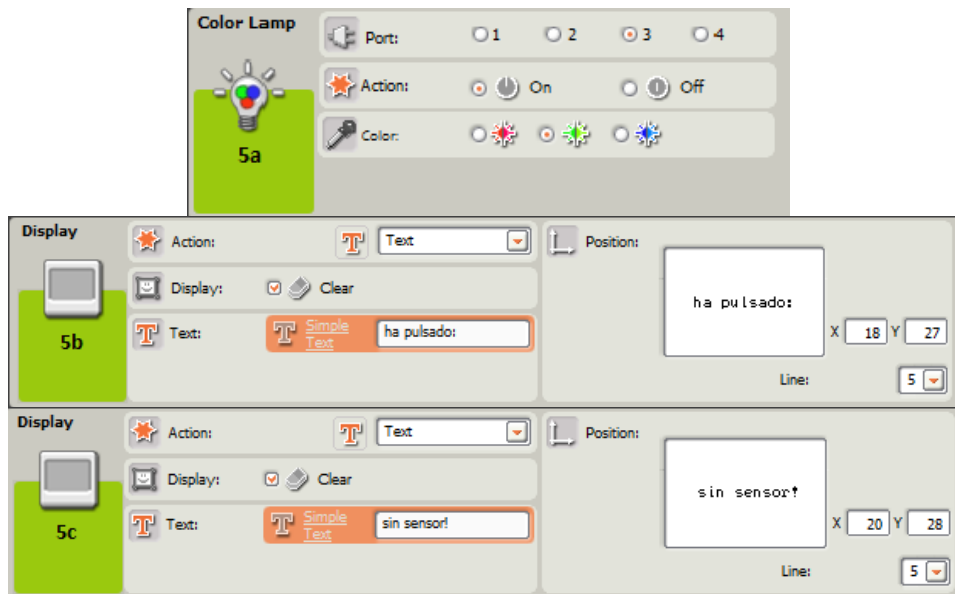 Color Lamp
Port: 1 2 3 4
Action: On Off
Color:
5a
Display
Action: T Text
Display: Clear
Text: T Simple Text ha pulsado:
5b
Position:
ha pulsado:
X 18 Y 27
Line: 5
Display
Action: T Text
Display: Clear
Text: T Simple Text sin sensor!
5c
Position:
sin sensor!
X 20 Y 28
Line: 5